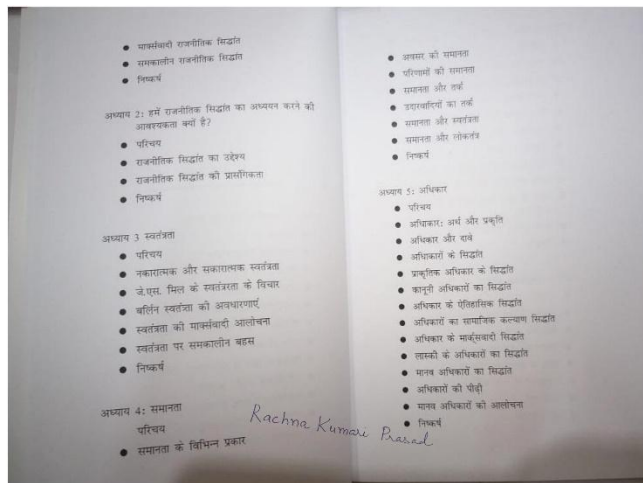 मार्क्सवादी राजनीतिक सिद्धांत
समकालीन राजनीतिक सिद्धांत
निष्कर्ष
अध्याय 2: हमें राजनीतिक सिद्धांत का अध्ययन करने की
आवश्यकता क्यों है?
परिचय
राजनीतिक सिद्धांत का उद्देश्य
राजनीतिक सिद्धांत की प्रासंगिकता
निष्कर्ष
अध्याय 3 स्वतंत्रता
परिचय
नकारात्मक और सकारात्मक स्वतंत्रता
जे.एस. मिल के स्वतंत्रता के विचार
बर्लिन स्वतंत्रता की अवधारणाएं
स्वतंत्रता की मार्क्सवादी आलोचना
स्वतंत्रता पर समकालीन बहस
निष्कर्ष
अध्याय 4: समानता
परिचय
समानता के विभिन्न प्रकार
अवसर की समानता
परिणामों की समानता
समानता और तर्क
उदारवादियों का तर्क
समानता और स्वतंत्रता
समानता और लोकतंत्र
निष्कर्ष
अध्याय 5: अधिकार
परिचय
अधिकार: अर्थ और प्रकृति
अधिकार और दावे
अधिकारों के सिद्धांत
प्राकृतिक अधिकार के सिद्धांत
कानूनी अधिकारों का सिद्धांत
अधिकार के ऐतिहासिक सिद्धांत
अधिकारों का सामाजिक कल्याण सिद्धांत
अधिकार के मार्क्सवादी सिद्धांत
लास्की के अधिकारों का सिद्धांत
मानव अधिकारों का सिद्धांत
अधिकारों की पीढ़ी
मानव अधिकारों की आलोचना
निष्कर्ष
Rachna Kumari Prasad